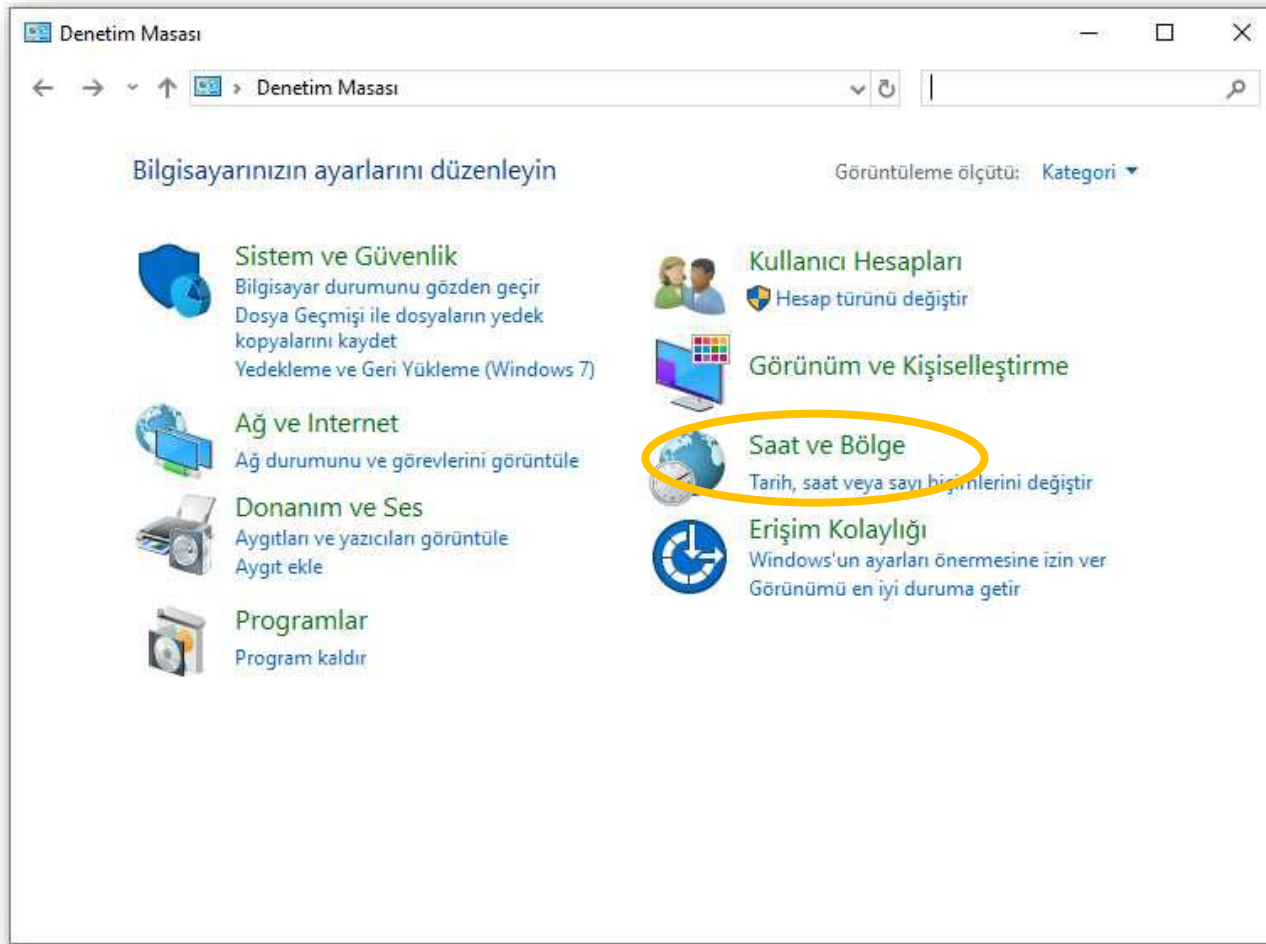 Denetim Masası
Denetim Masası
Bilgisayarınızın ayarlarını düzenleyin
Görüntüleme ölçütü: Kategori
Sistem ve Güvenlik
Bilgisayar durumunu gözden geçir
Dosya Geçmişi ile dosyaların yedek
kopyalarını kaydet
Yedekleme ve Geri Yükleme (Windows 7)
Ağ ve Internet
Ağ durumunu ve görevlerini görüntüle
Donanım ve Ses
Aygıtları ve yazıcıları görüntüle
Aygıt ekle
Programlar
Program kaldır
Kullanıcı Hesapları
Hesap türünü değiştir
Görünüm ve Kişiselleştirme
Saat ve Bölge
Tarih, saat veya sayı biçimlerini değiştir
Erişim Kolaylığı
Windows'un ayarları önermesine izin ver
Görünümü en iyi duruma getir